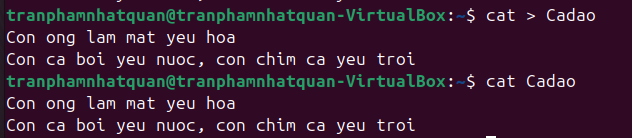 tranphamnhatquan@tranphamnhatquan-VirtualBox:~$ cat > Cadao
Con ong lam mat yeu hoa
Con ca boi yeu nuoc, con chim ca yeu troi
tranphamnhatquan@tranphamnhatquan-VirtualBox:~$ cat Cadao
Con ong lam mat yeu hoa
Con ca boi yeu nuoc, con chim ca yeu troi